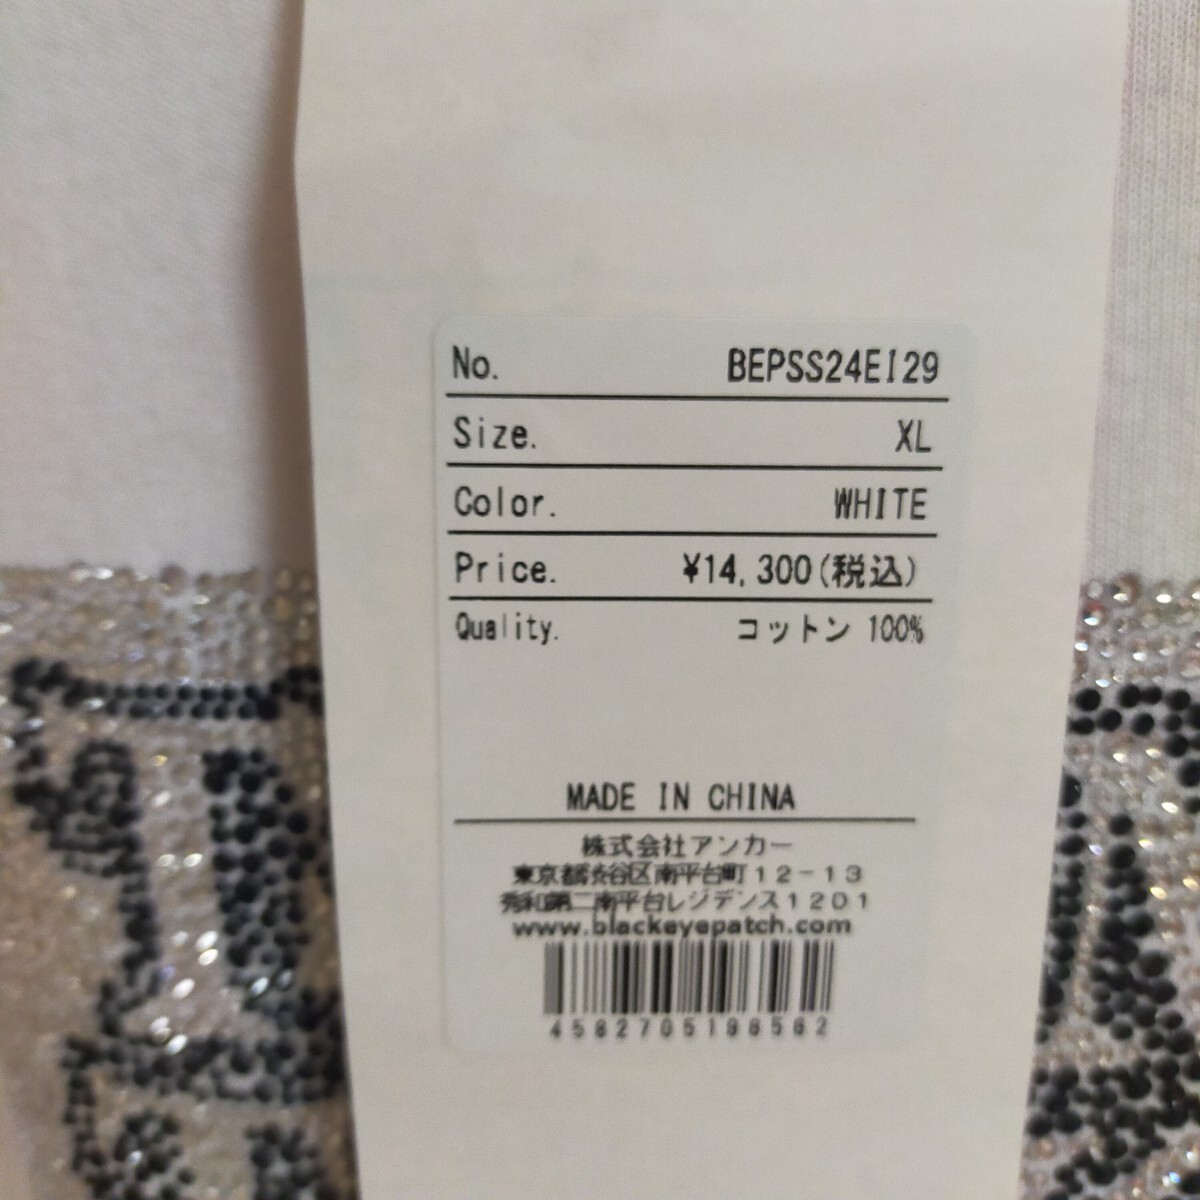 No. BEPSS24EI29
Size. XL
Color. WHITE
Price. ¥14,300(税込)
Quality. コットン 100%
MADE IN CHINA
株式会社アンカー
東京都渋谷区南平台町１２－１３
秀和第二南平台レジデンス１２０１
www.blackeyepatch.com
4582705196562